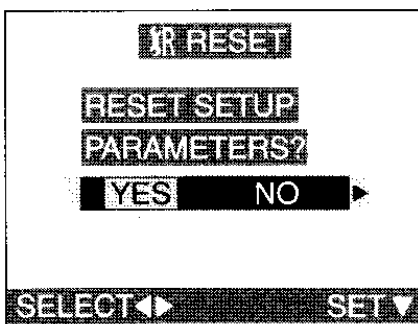 RESET
RESET SETUP
PARAMETERS?
YES NO ▶
SELECT◀▶ SET▼